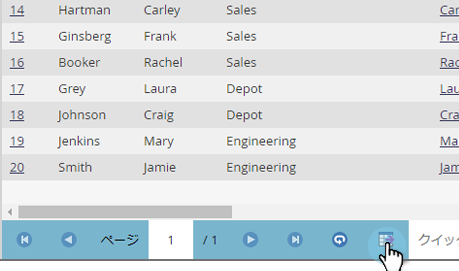 14 Hartman Carley Sales Car
15 Ginsberg Frank Sales Fra
16 Booker Rachel Sales Rac
17 Grey Laura Depot Lau
18 Johnson Craig Depot Cra
19 Jenkins Mary Engineering Ma
20 Smith Jamie Engineering Jam
ページ 1 / 1 クイック